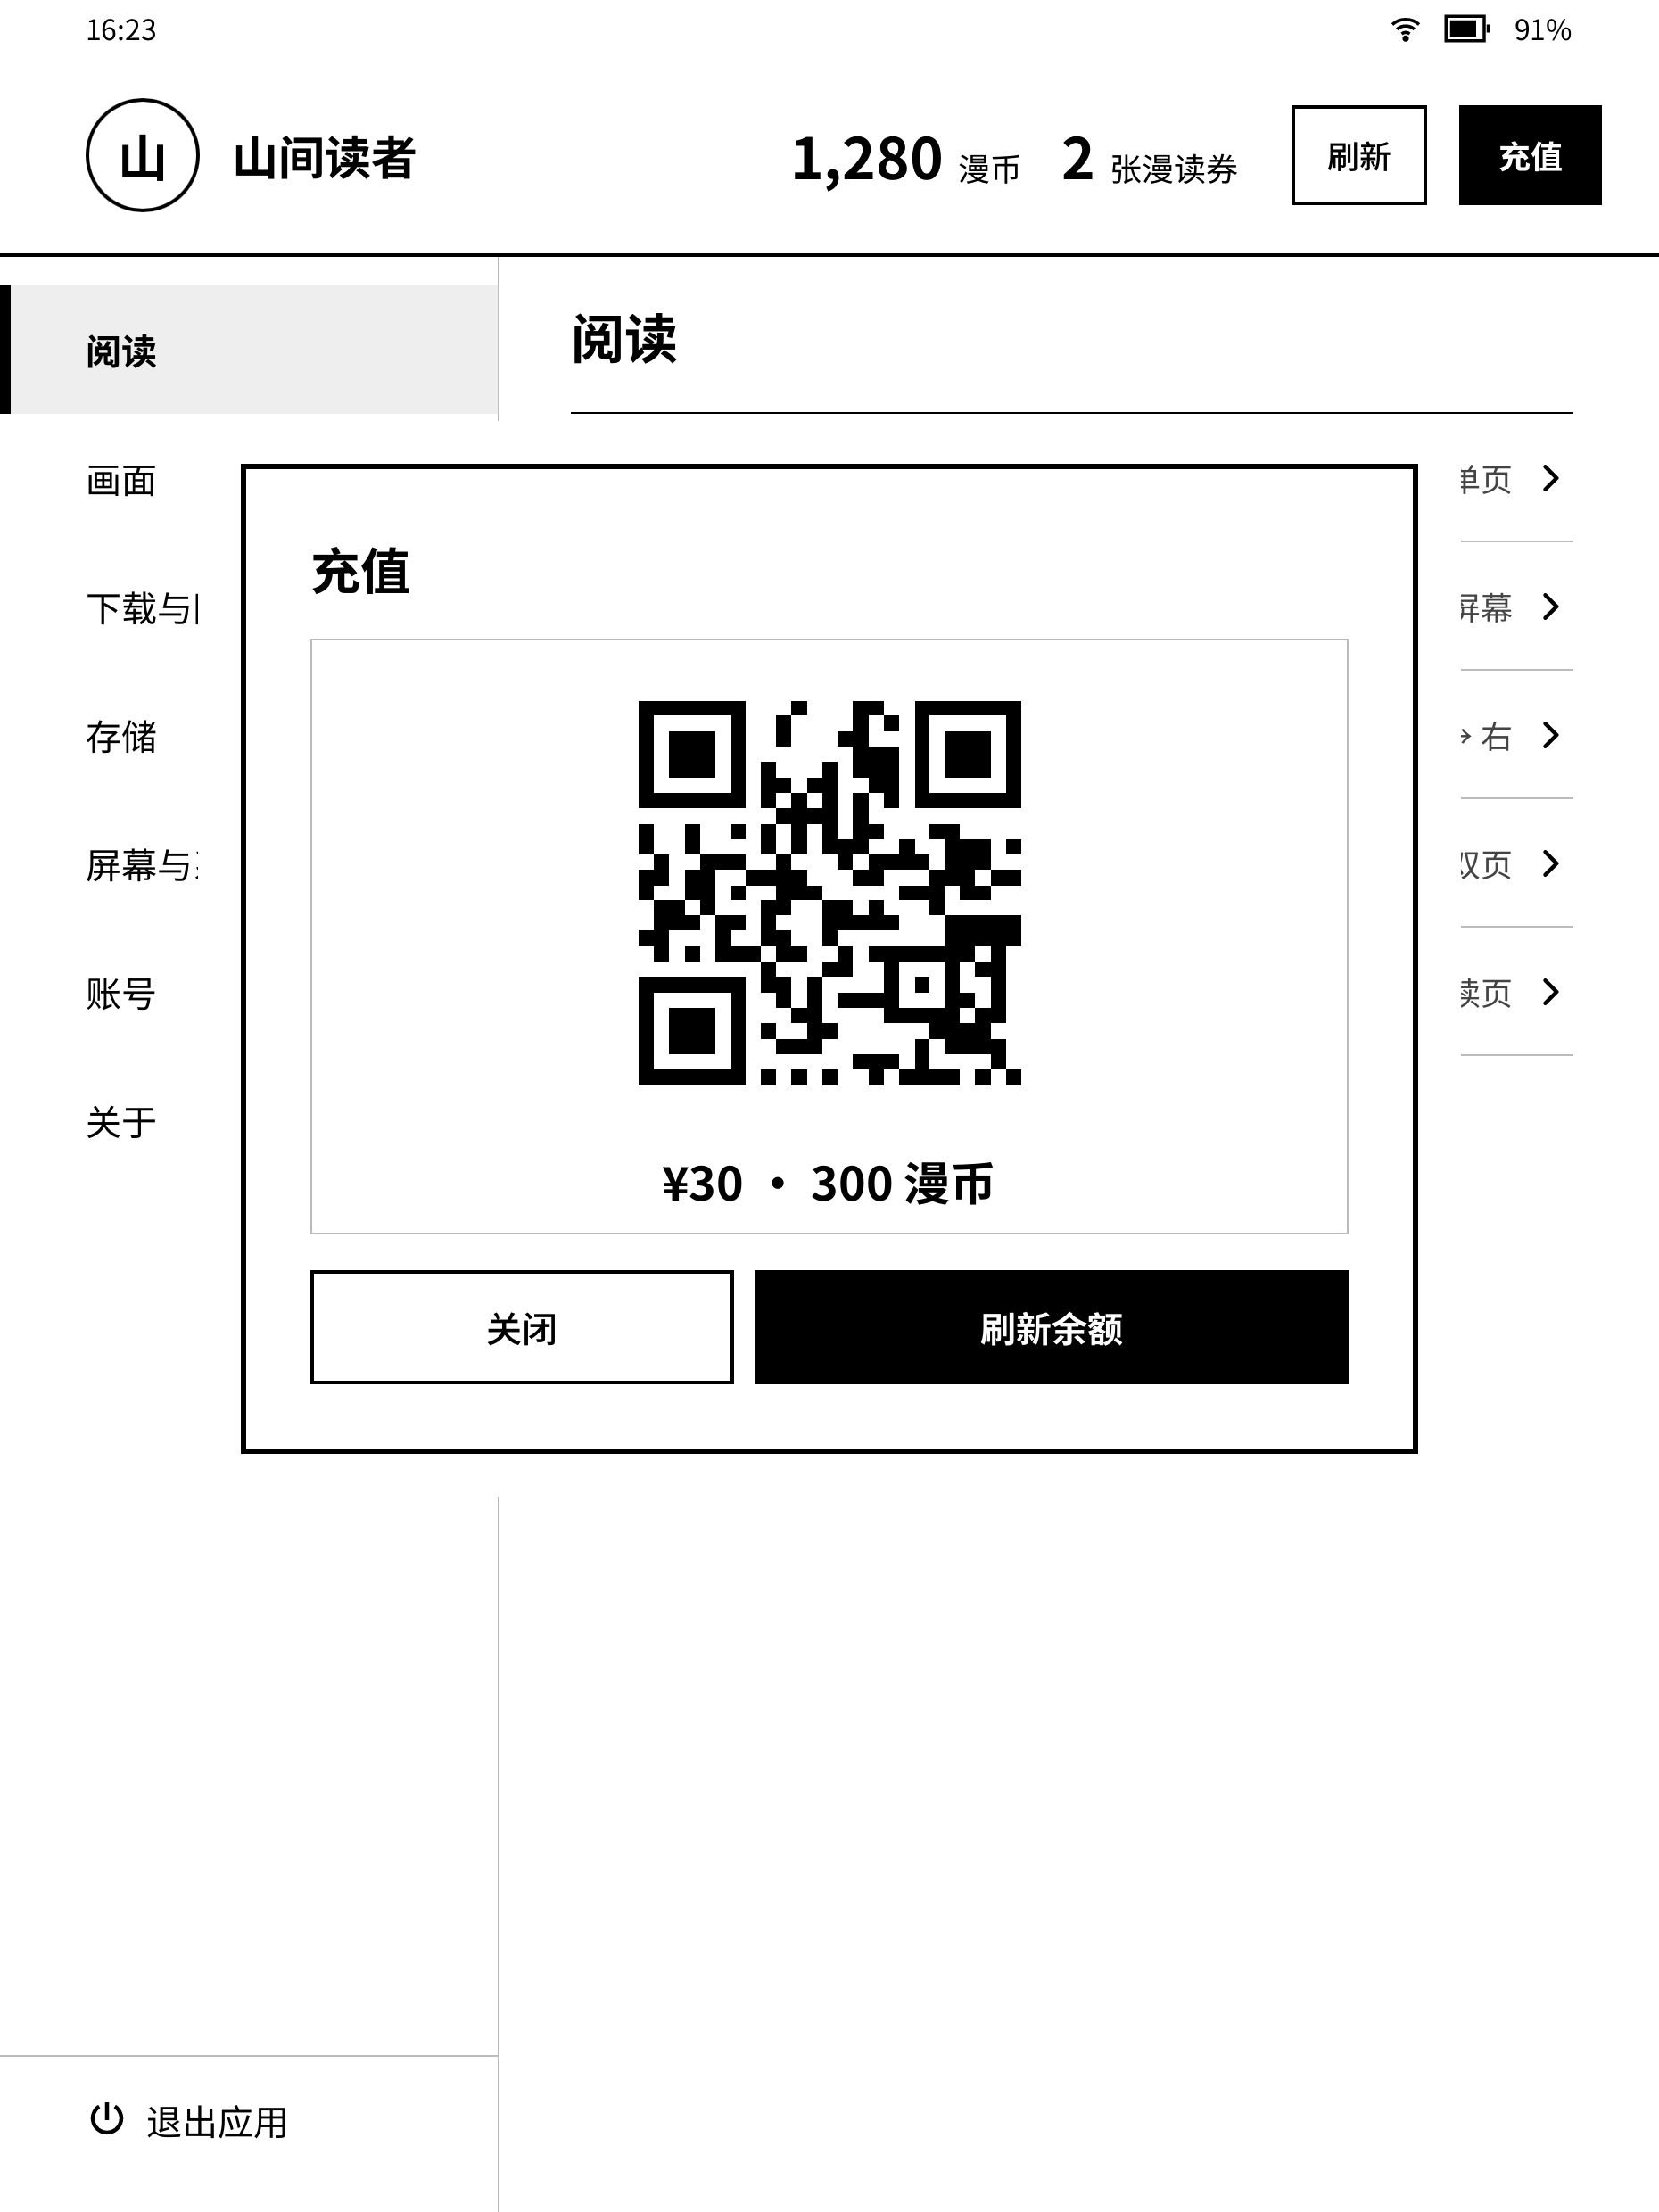 16:23
91%
山
山间读者
1,280 漫币
2 张漫读券
刷新
充值
阅读
画面
下载与
存储
屏幕与
账号
关于
阅读
单页
屏幕
→ 右
双页
读页
充值
¥30 · 300 漫币
关闭
刷新余额
退出应用